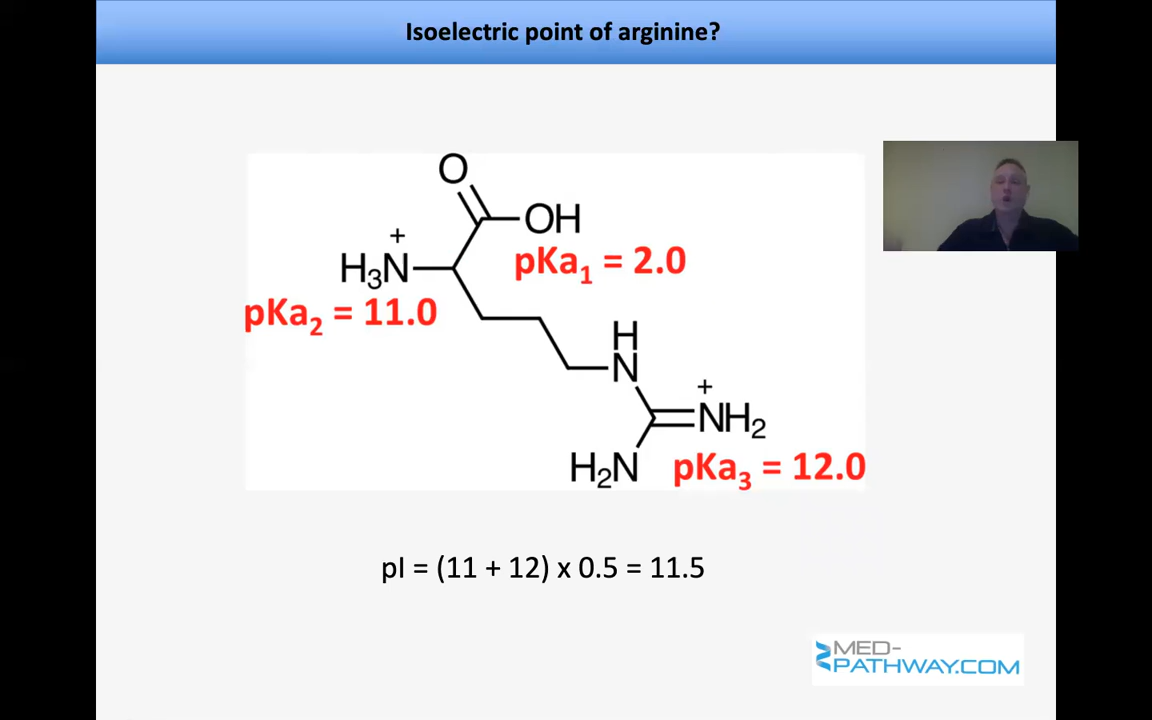 Isoelectric point of arginine?
O
OH
+
H₃N
pKa₁ = 2.0
pKa₂ = 11.0
H
N
+
NH₂
H₂N
pKa₃ = 12.0
pI = (11 + 12) x 0.5 = 11.5
MED-
PATHWAY.COM